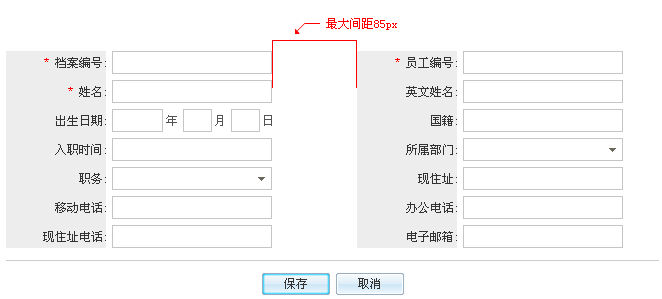 最大间距85px
* 档案编号:
* 员工编号:
* 姓名:
英文姓名:
出生日期: 年 月 日
国籍:
入职时间:
所属部门:
职务:
现住址:
移动电话:
办公电话:
现住址电话:
电子邮箱:
保存 取消